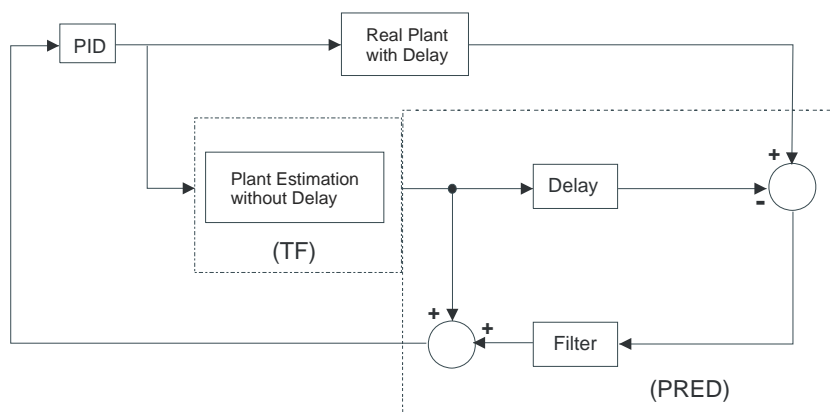 PID
Real Plant
with Delay
+
Plant Estimation
without Delay
Delay
-
(TF)
+
+
Filter
(PRED)